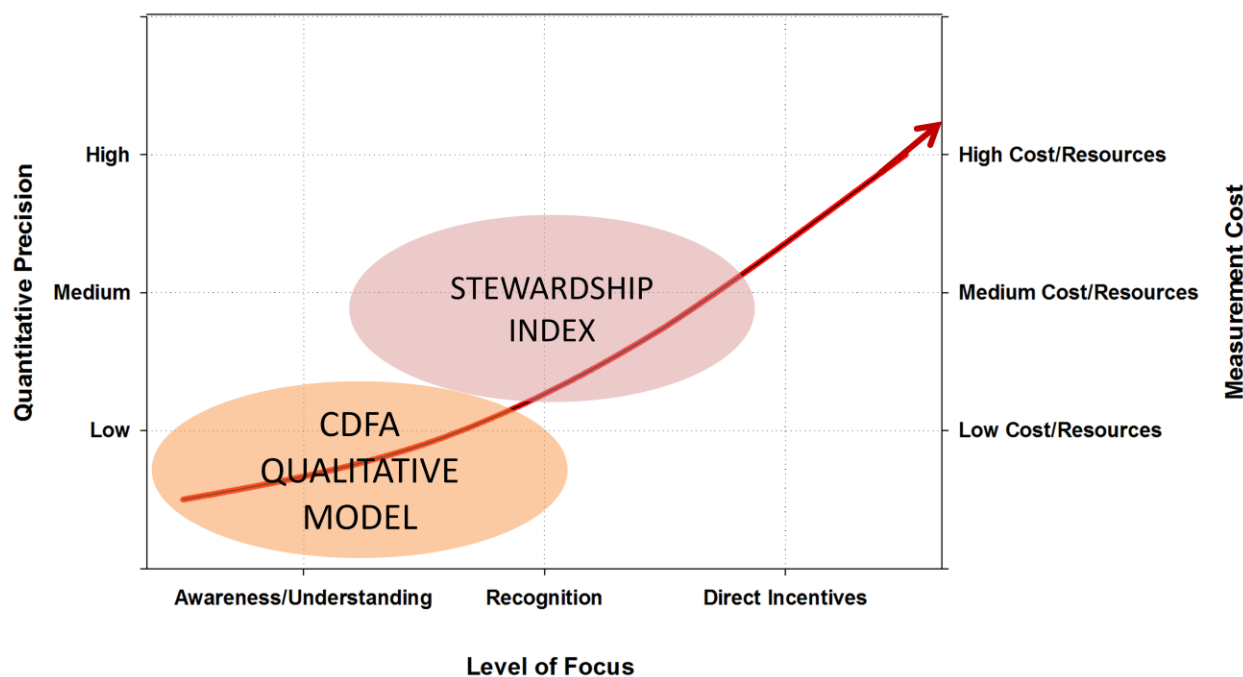 Quantitative Precision
High
Medium
Low
STEWARDSHIP
INDEX
CDFA
QUALITATIVE
MODEL
High Cost/Resources
Medium Cost/Resources
Low Cost/Resources
Measurement Cost
Awareness/Understanding
Recognition
Direct Incentives
Level of Focus